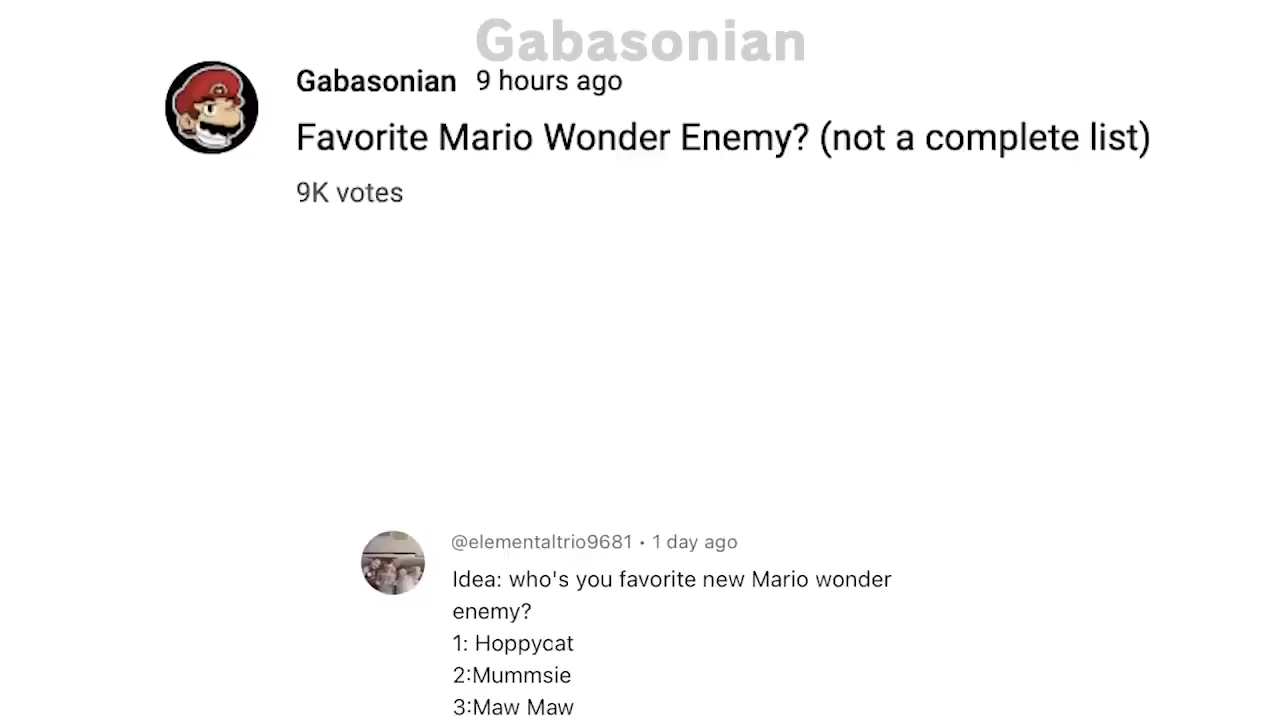 Gabasonian
Gabasonian 9 hours ago
Favorite Mario Wonder Enemy? (not a complete list)
9K votes
@elementaltrio9681 • 1 day ago
Idea: who's you favorite new Mario wonder
enemy?
1: Hoppycat
2:Mummsie
3:Maw Maw